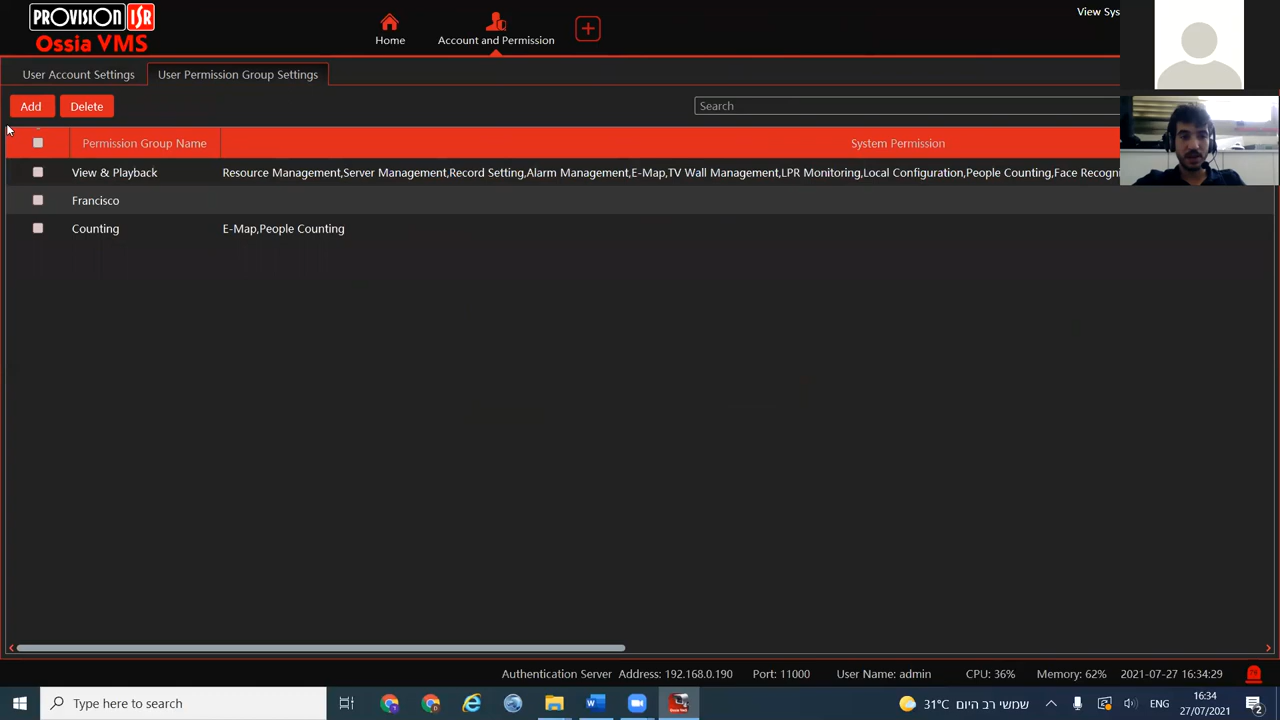 PROVISION ISR
Ossia VMS
Home
Account and Permission
View Sys
User Account Settings
User Permission Group Settings
Add
Delete
Search
Permission Group Name
System Permission
View & Playback
Resource Management,Server Management,Record Setting,Alarm Management,E-Map,TV Wall Management,LPR Monitoring,Local Configuration,People Counting,Face Recogni
Francisco
Counting
E-Map,People Counting
Authentication Server Address: 192.168.0.190 Port: 11000 User Name: admin CPU: 36% Memory: 62% 2021-07-27 16:34:29
Type here to search
31°C שמשי רב היום
ENG
16:34
27/07/2021
2